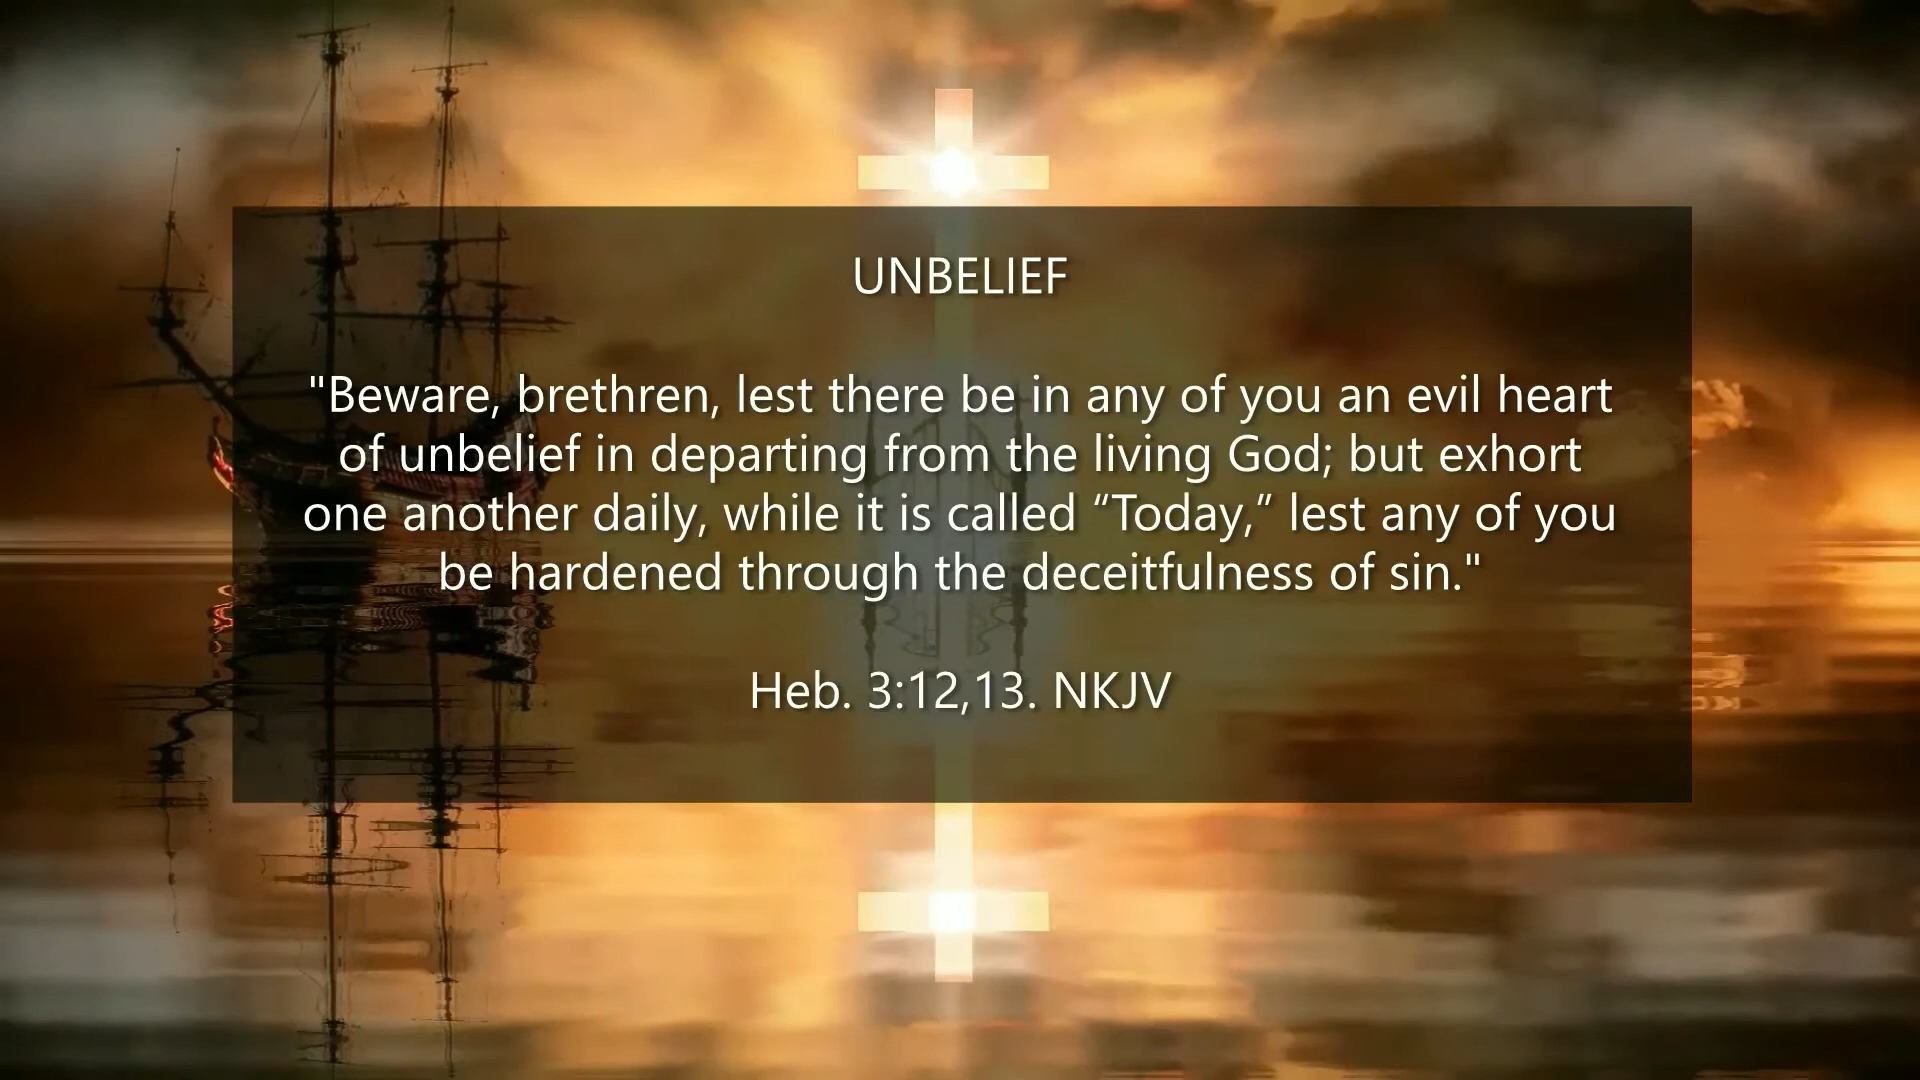 UNBELIEF
"Beware, brethren, lest there be in any of you an evil heart
of unbelief in departing from the living God; but exhort
one another daily, while it is called “Today,” lest any of you
be hardened through the deceitfulness of sin."
Heb. 3:12,13. NKJV